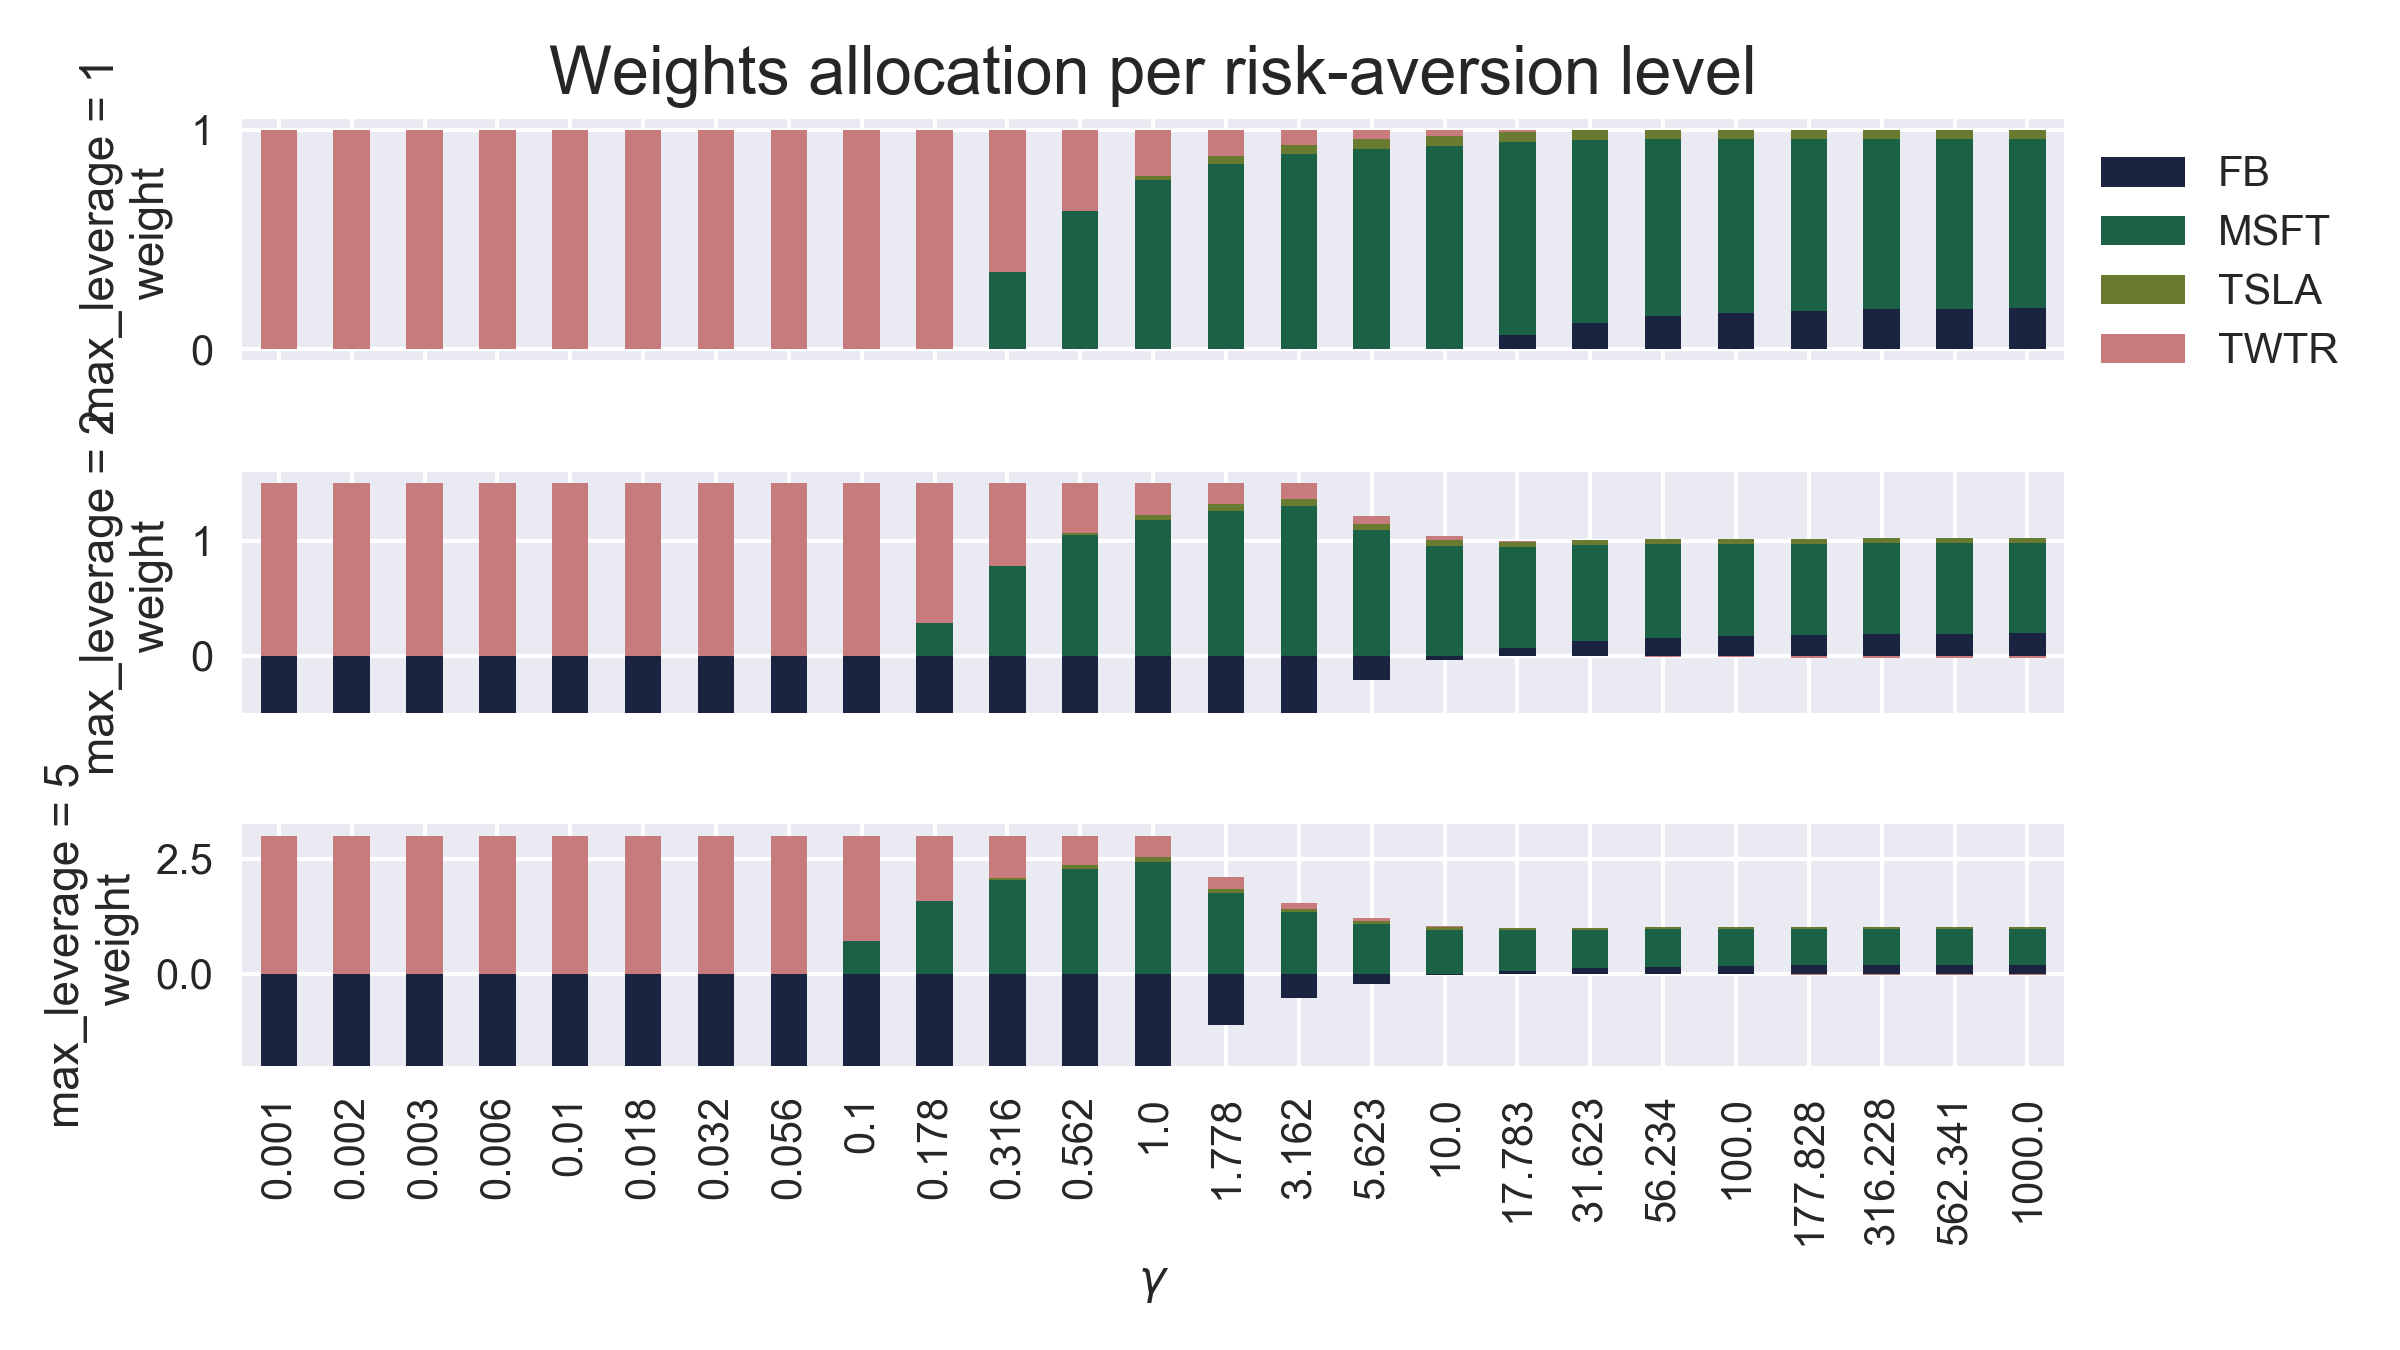 Weights allocation per risk-aversion level
max_leverage = 1
weight
1
0
FB
MSFT
TSLA
TWTR
max_leverage = 2
weight
1
0
max_leverage = 5
weight
2.5
0.0
0.001
0.002
0.003
0.006
0.01
0.018
0.032
0.056
0.1
0.178
0.316
0.562
1.0
1.778
3.162
5.623
10.0
17.783
31.623
56.234
100.0
177.828
316.228
562.341
1000.0
γ